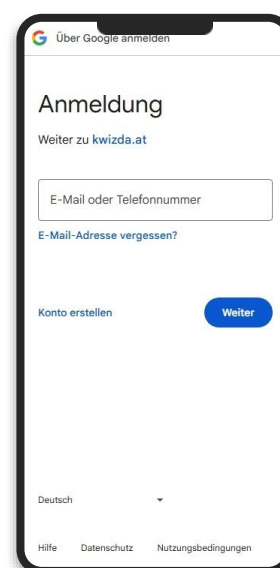 Über Google anmelden
Anmeldung
Weiter zu kwizda.at
E-Mail oder Telefonnummer
E-Mail-Adresse vergessen?
Konto erstellen
Weiter
Deutsch
Hilfe Datenschutz Nutzungsbedingungen